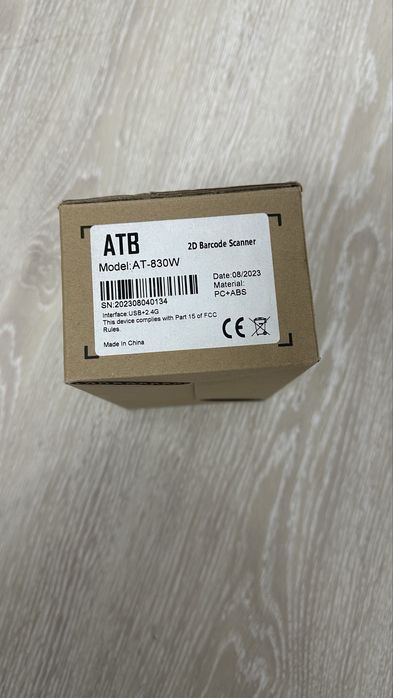 ATB
2D Barcode Scanner
Model:AT-830W
Date:08/2023
Material:
PC+ABS
SN:202308040134
Interface:USB+2.4G
This device complies with Part 15 of FCC
Rules.
Made in China
CE